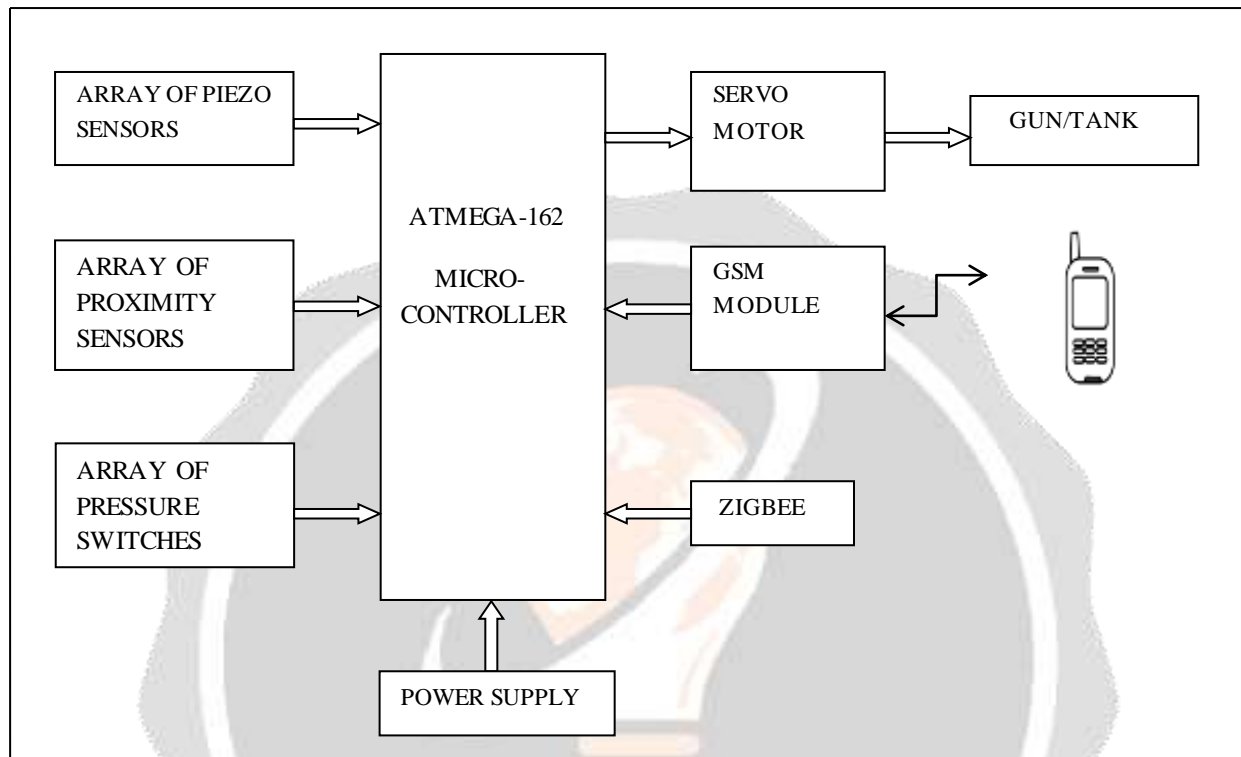 ARRAY OF PIEZO
SENSORS
ARRAY OF
PROXIMITY
SENSORS
ARRAY OF
PRESSURE
SWITCHES
ATMEGA-162
MICRO-
CONTROLLER
POWER SUPPLY
SERVO
MOTOR
GUN/TANK
GSM
MODULE
ZIGBEE